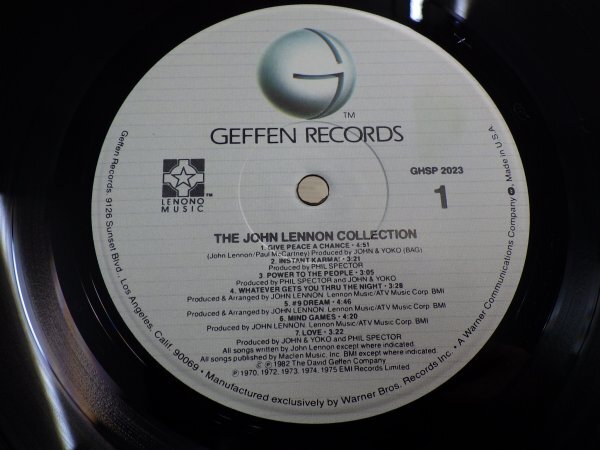 G
TM
GEFFEN RECORDS
LENONO
MUSIC
TM
GHSP 2023
1
THE JOHN LENNON COLLECTION
1. GIVE PEACE A CHANCE • 4:51
(John Lennon/Paul McCartney) Produced by JOHN & YOKO (BAG)
2. INSTANT KARMA! • 3:21
Produced by PHIL SPECTOR
3. POWER TO THE PEOPLE • 3:05
Produced by PHIL SPECTOR and JOHN & YOKO
4. WHATEVER GETS YOU THRU THE NIGHT • 3:28
Produced & Arranged by JOHN LENNON. Lennon Music/ATV Music Corp. BMI
5. #9 DREAM • 4:46
Produced & Arranged by JOHN LENNON. Lennon Music/ATV Music Corp. BMI
6. MIND GAMES • 4:20
Produced by JOHN LENNON. Lennon Music/ATV Music Corp. BMI
7. LOVE • 3:22
Produced by JOHN & YOKO and PHIL SPECTOR
All songs written by John Lennon except where indicated.
All songs published by Maclen Music. Inc. BMI except where indicated.
© ℗ 1982 The David Geffen Company
℗ 1970. 1972. 1973. 1974. 1975 EMI Records Limited
Geffen Records. 9126 Sunset Blvd. Los Angeles, Calif. 90069 • Manufactured exclusively by Warner Bros. Records Inc. • A Warner Communications Company • Made in U.S.A.